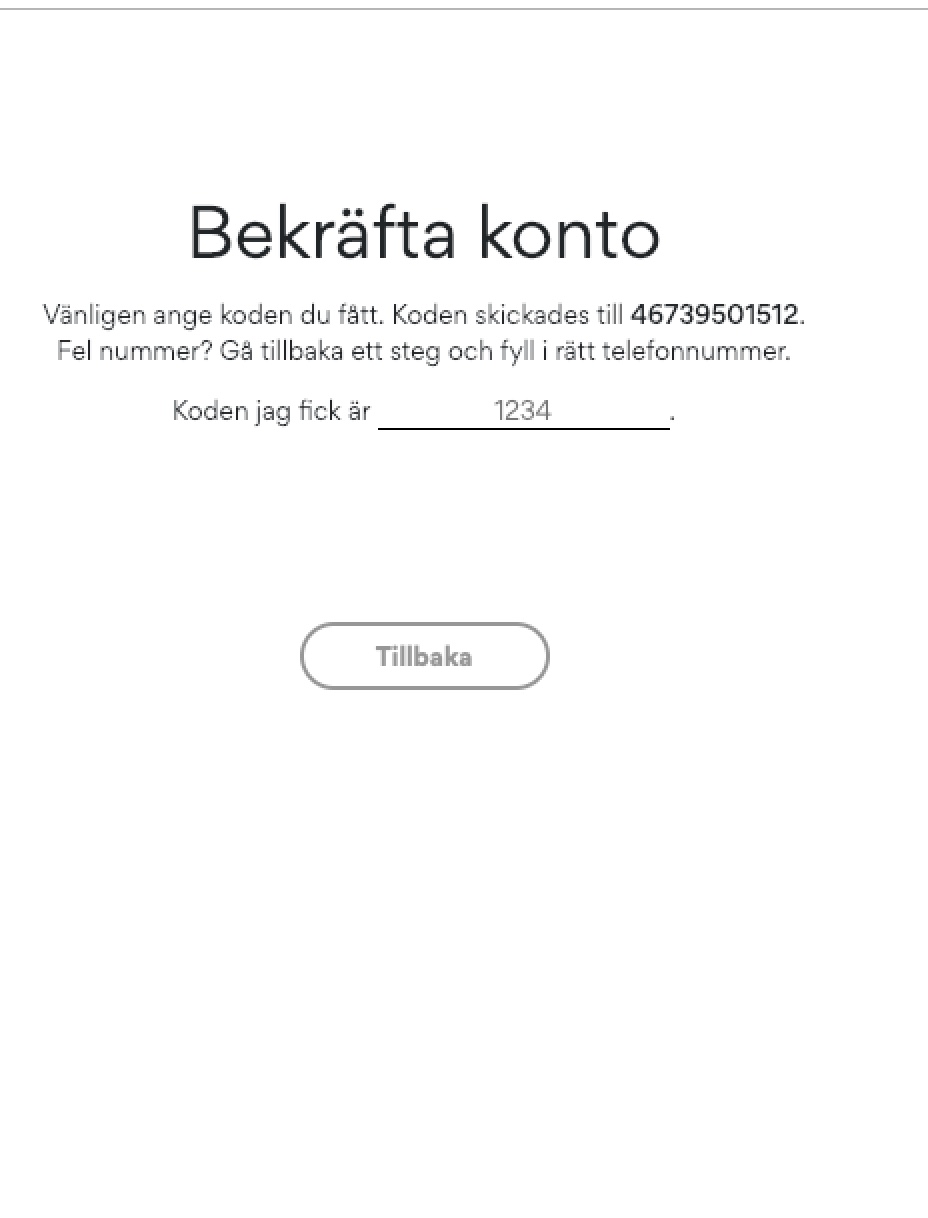 Bekräfta konto
Vänligen ange koden du fått. Koden skickades till 46739501512.
Fel nummer? Gå tillbaka ett steg och fyll i rätt telefonnummer.
Koden jag fick är 1234.
Tillbaka